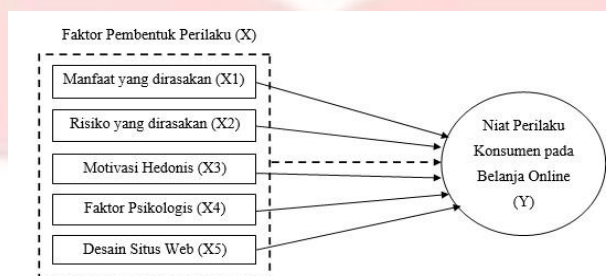 Faktor Pembentuk Perilaku (X)
Manfaat yang dirasakan (X1)
Risiko yang dirasakan (X2)
Motivasi Hedonis (X3)
Faktor Psikologis (X4)
Desain Situs Web (X5)
Niat Perilaku
Konsumen pada
Belanja Online
(Y)